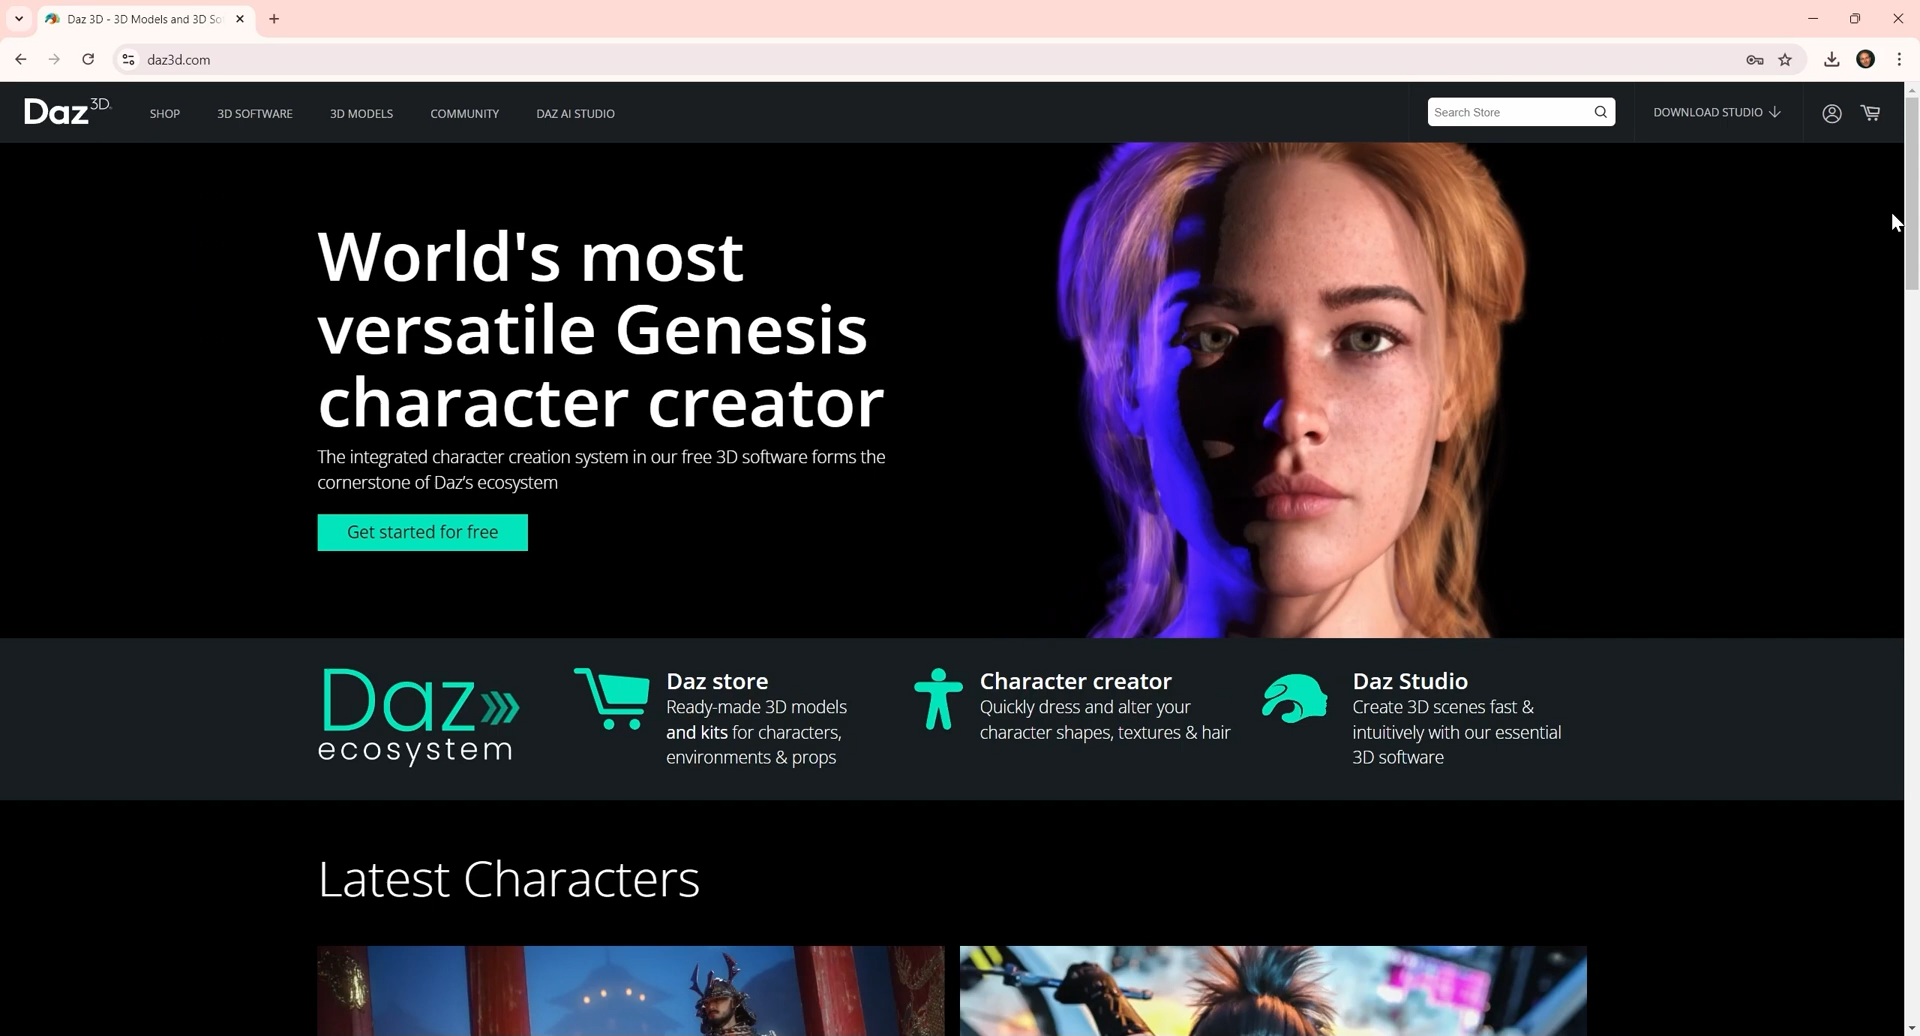 Daz 3D - 3D Models and 3D So
daz3d.com
Daz 3D
SHOP
3D SOFTWARE
3D MODELS
COMMUNITY
DAZ AI STUDIO
Search Store
DOWNLOAD STUDIO
World's most
versatile Genesis
character creator
The integrated character creation system in our free 3D software forms the
cornerstone of Daz's ecosystem
Get started for free
Daz
ecosystem
Daz store
Ready-made 3D models
and kits for characters,
environments & props
Character creator
Quickly dress and alter your
character shapes, textures & hair
Daz Studio
Create 3D scenes fast &
intuitively with our essential
3D software
Latest Characters